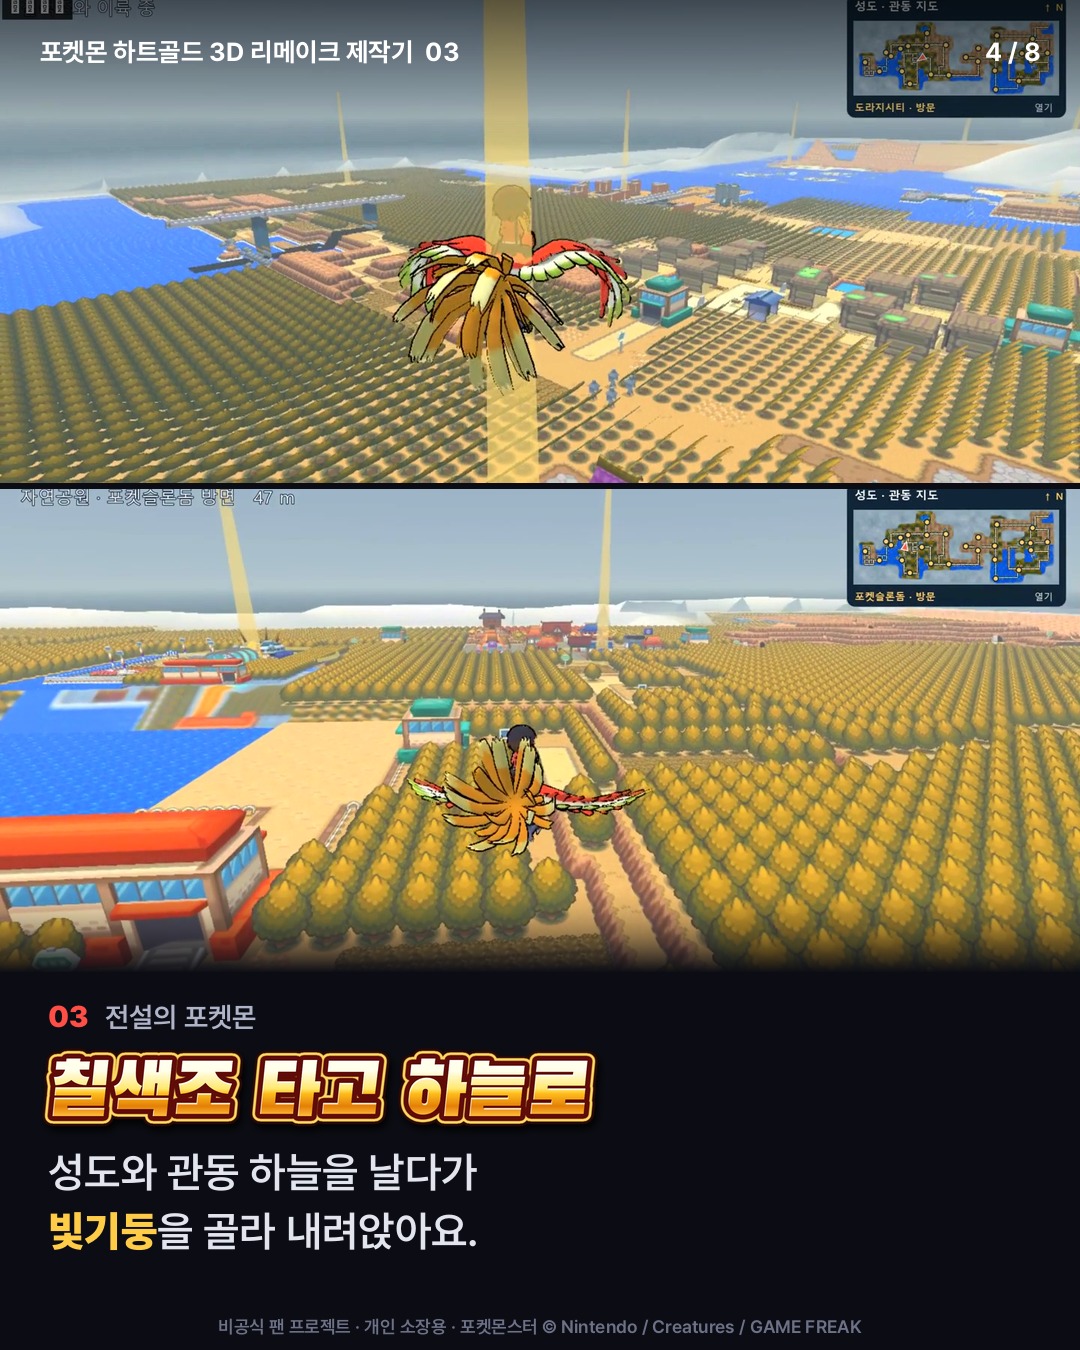 와 이륙 중
성도 · 관동 지도 ↑ N
포켓몬 하트골드 3D 리메이크 제작기 03
4 / 8
도라지시티 · 방문 열기
자연공원 · 포켓슬론돔 방면 47 m
성도 · 관동 지도 ↑ N
포켓슬론돔 · 방문 열기
03 전설의 포켓몬
칠색조 타고 하늘로
성도와 관동 하늘을 날다가
빛기둥을 골라 내려앉아요.
비공식 팬 프로젝트 · 개인 소장용 · 포켓몬스터 © Nintendo / Creatures / GAME FREAK